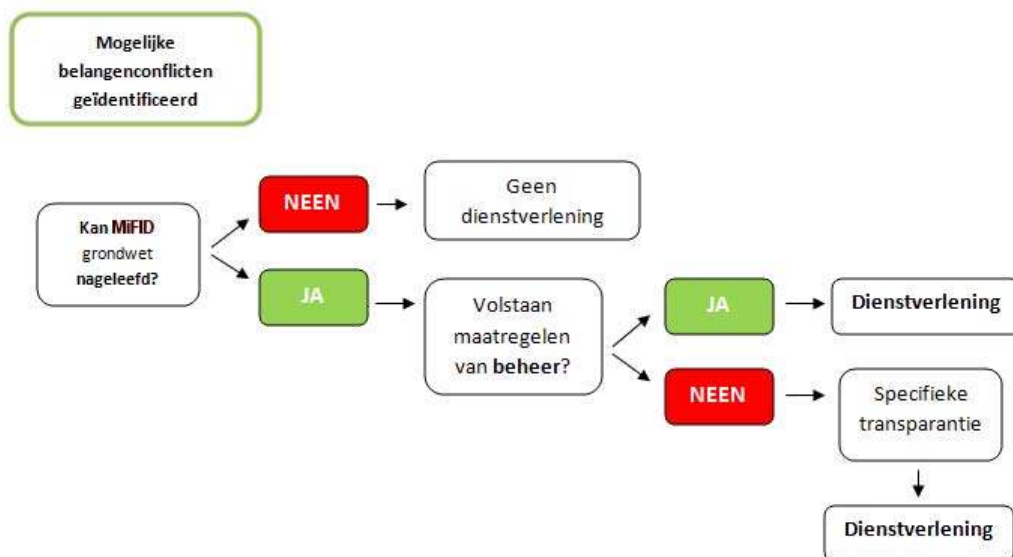 Mogelijke
belangenconflicten
geïdentificeerd
Kan MiFID
grondwet
nageleefd?
NEEN
Geen
dienstverlening
JA
Volstaan
maatregelen
van beheer?
JA
Dienstverlening
NEEN
Specifieke
transparantie
Dienstverlening